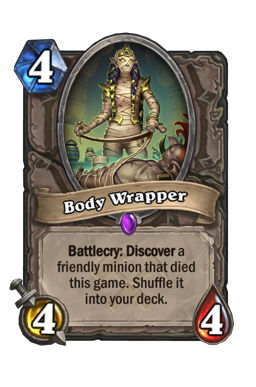 4
Body Wrapper
Battlecry: Discover a
friendly minion that died
this game. Shuffle it
into your deck.
4
4